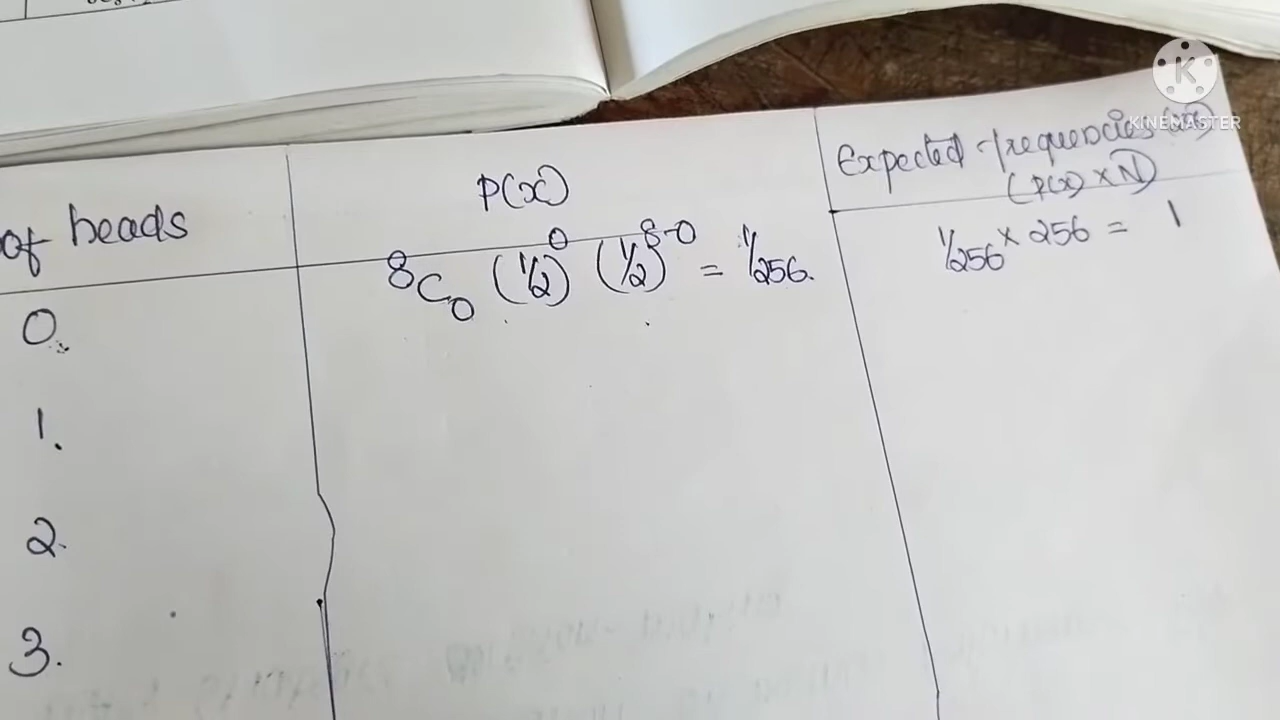 of heads
P(x)
Expected frequencies
(P(x) × N)
0.
⁸C₀ (1/2)⁰ (1/2)⁸⁻⁰ = 1/256.
1/256 × 256 = 1
1.
2.
3.
KINEMASTER